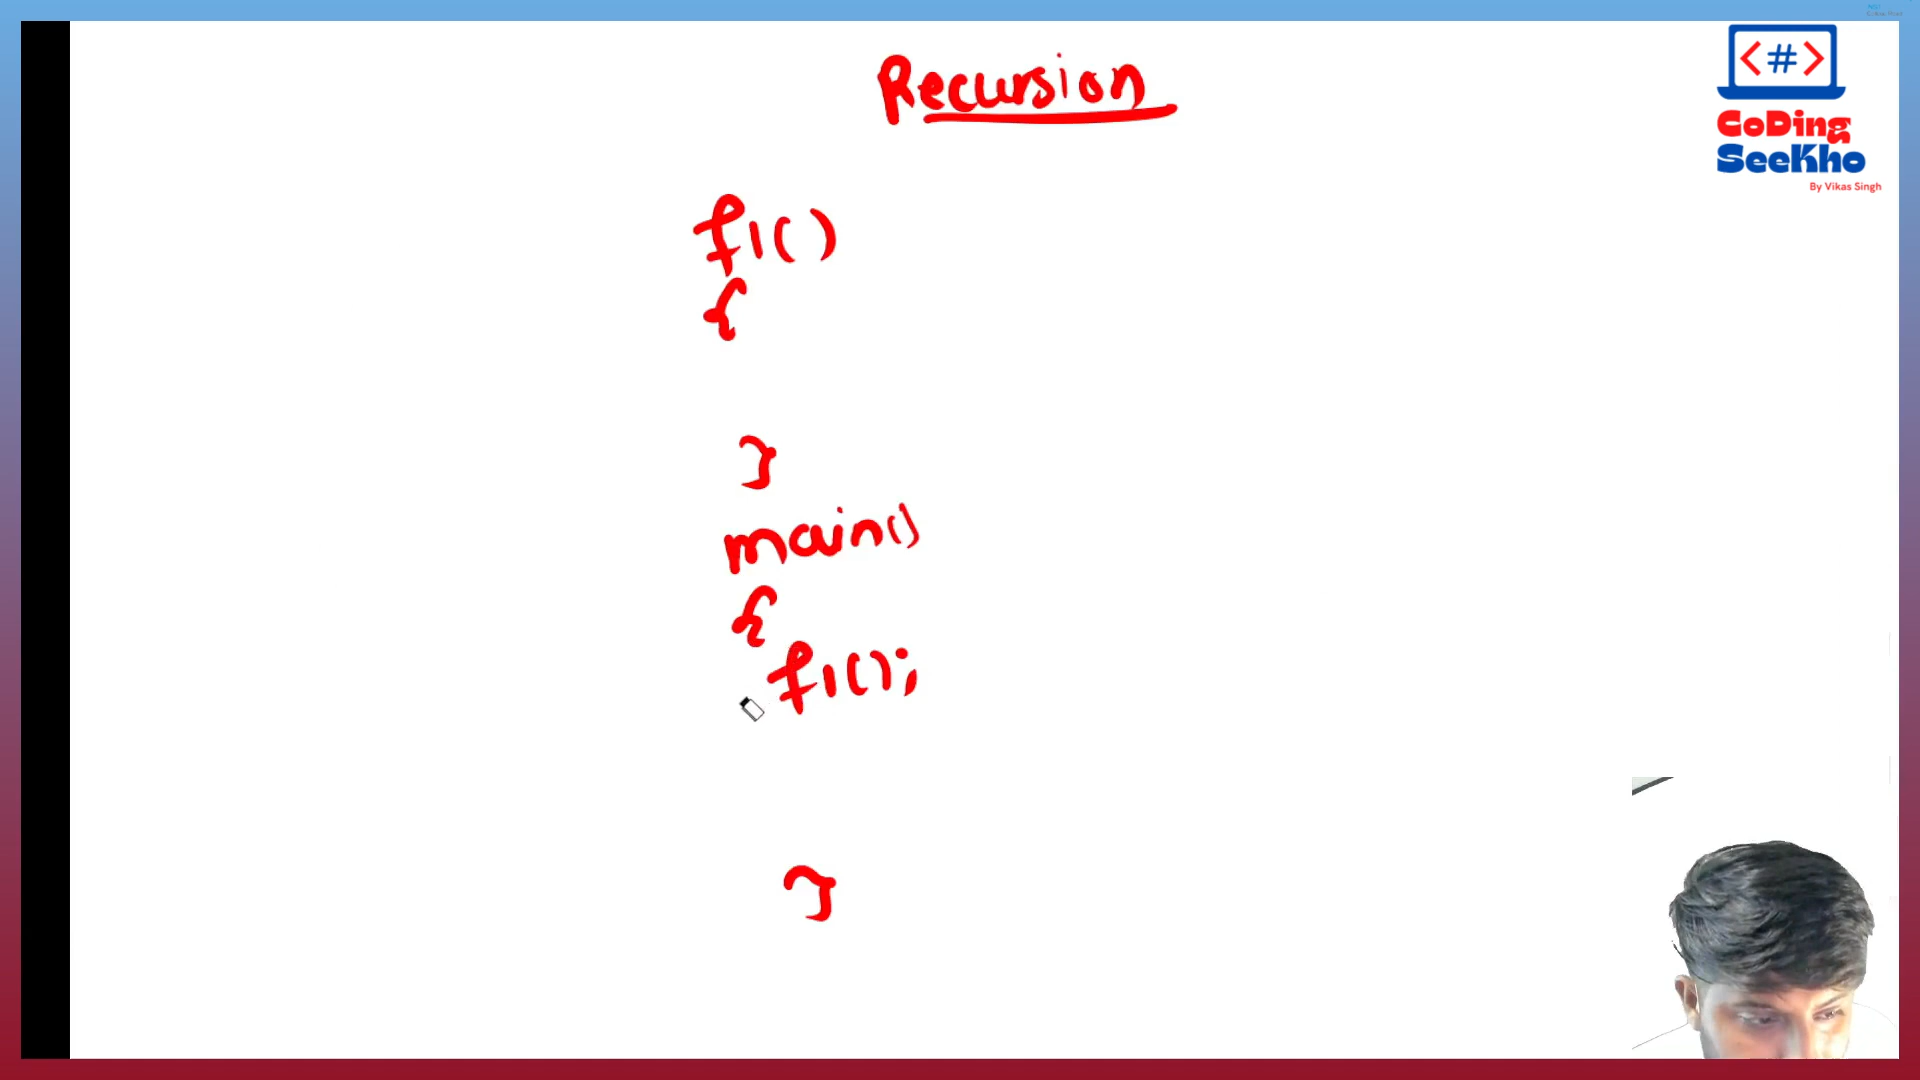 Recursion
<#>
CoDing
SeeKho
By Vikas Singh
f1()
{
}
main()
{
f1();
}